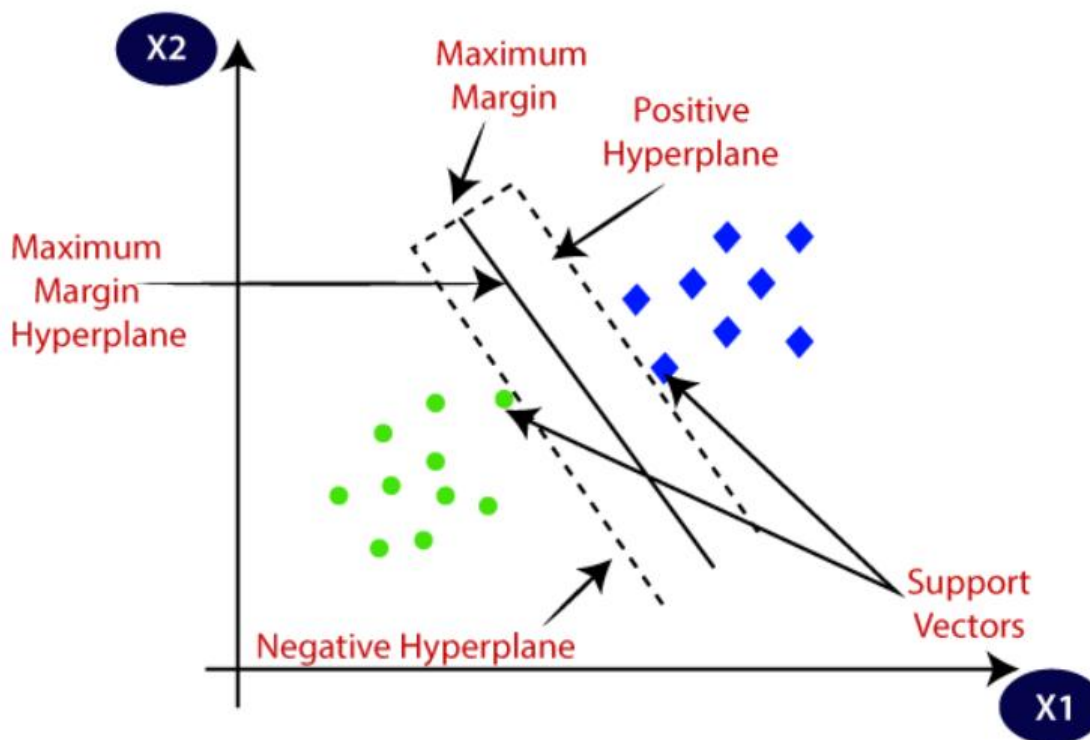 X2
Maximum
Margin
Positive
Hyperplane
Maximum
Margin
Hyperplane
Support
Vectors
Negative Hyperplane
X1